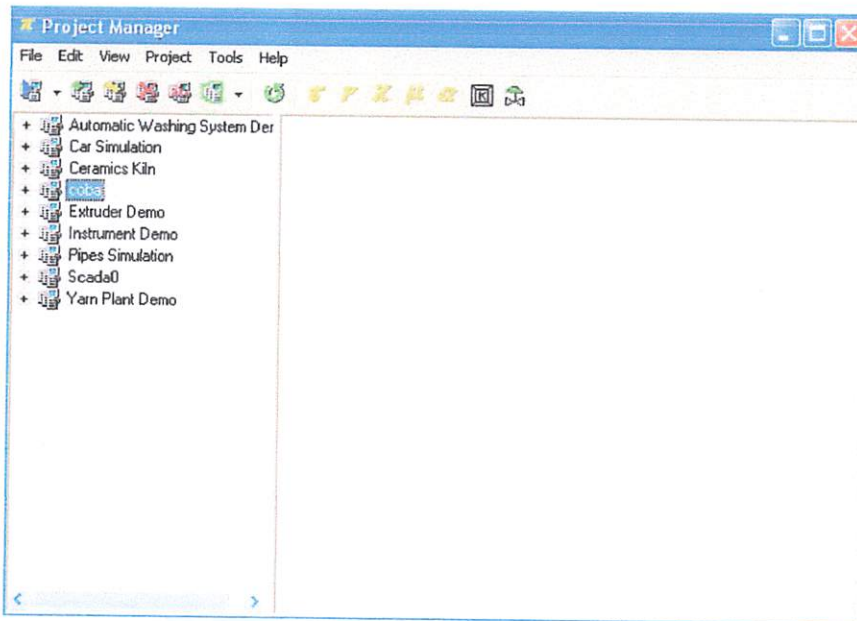 Project Manager
File Edit View Project Tools Help
Automatic Washing System Der
Car Simulation
Ceramics Kiln
coba
Extruder Demo
Instrument Demo
Pipes Simulation
Scada0
Yarn Plant Demo